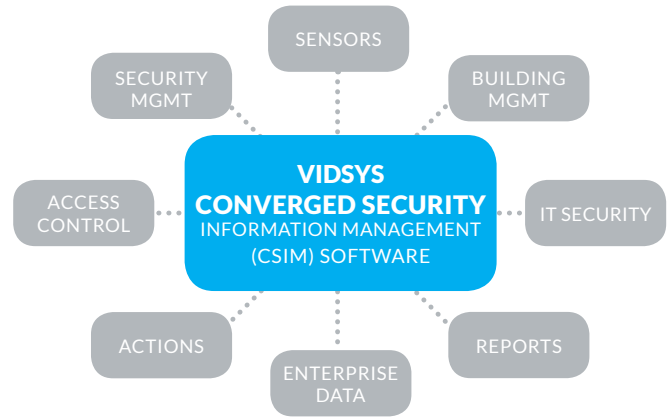 SENSORS
SECURITY
MGMT
BUILDING
MGMT
VIDSYS
CONVERGED SECURITY
INFORMATION MANAGEMENT
(CSIM) SOFTWARE
ACCESS
CONTROL
IT SECURITY
ACTIONS
REPORTS
ENTERPRISE
DATA